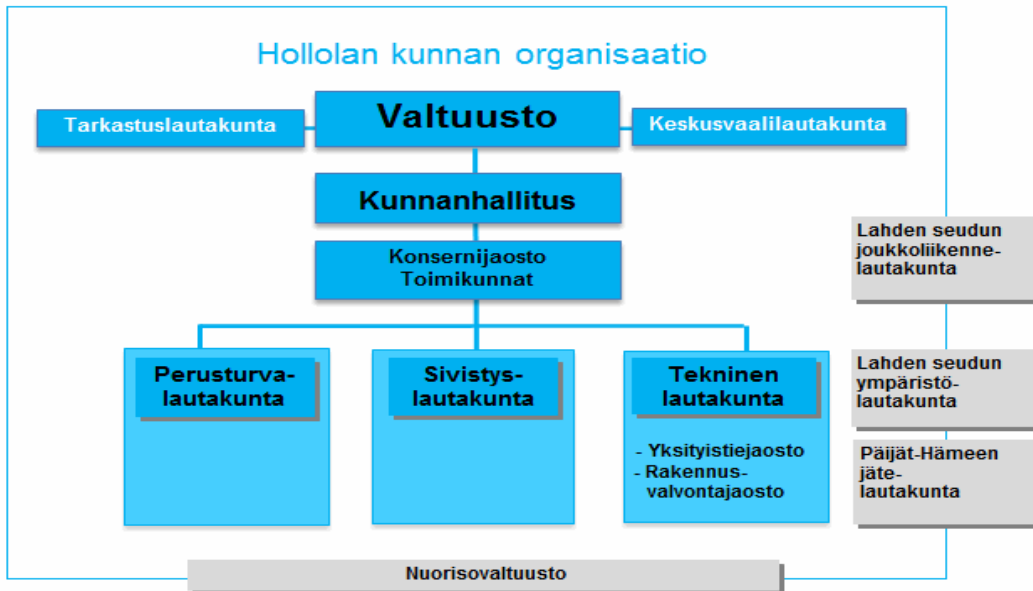 Hollolan kunnan organisaatio
Tarkastuslautakunta
Valtuusto
Keskusvaalilautakunta
Kunnanhallitus
Konsernijaosto
Toimikunnat
Lahden seudun
joukkoliikenne-
lautakunta
Perusturva-
lautakunta
Sivistys-
lautakunta
Tekninen
lautakunta
- Yksityistiejaosto
- Rakennus-
valvontajaosto
Lahden seudun
ympäristö-
lautakunta
Päijät-Hämeen
jäte-
lautakunta
Nuorisovaltuusto